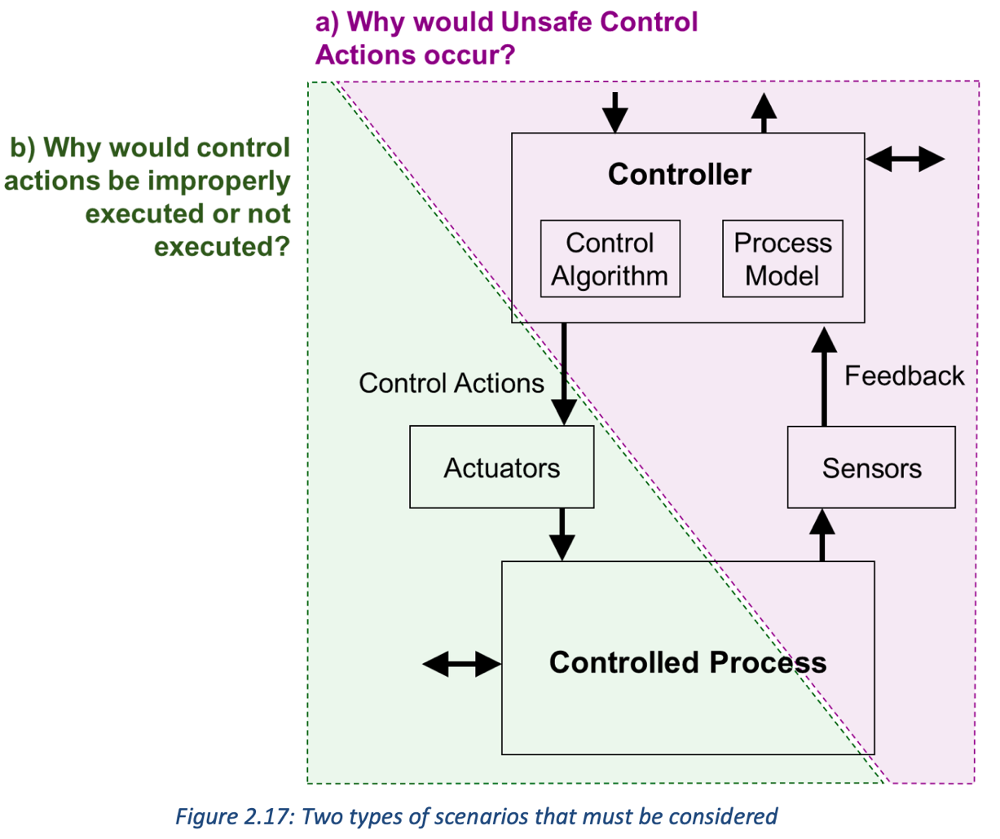 a) Why would Unsafe Control
Actions occur?
b) Why would control
actions be improperly
executed or not
executed?
Controller
Control
Algorithm
Process
Model
Control Actions
Feedback
Actuators
Sensors
Controlled Process
Figure 2.17: Two types of scenarios that must be considered